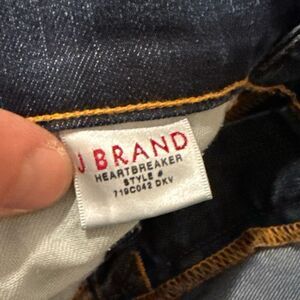 J BRAND
HEARTBREAKER
STYLE #
719C042 DKV